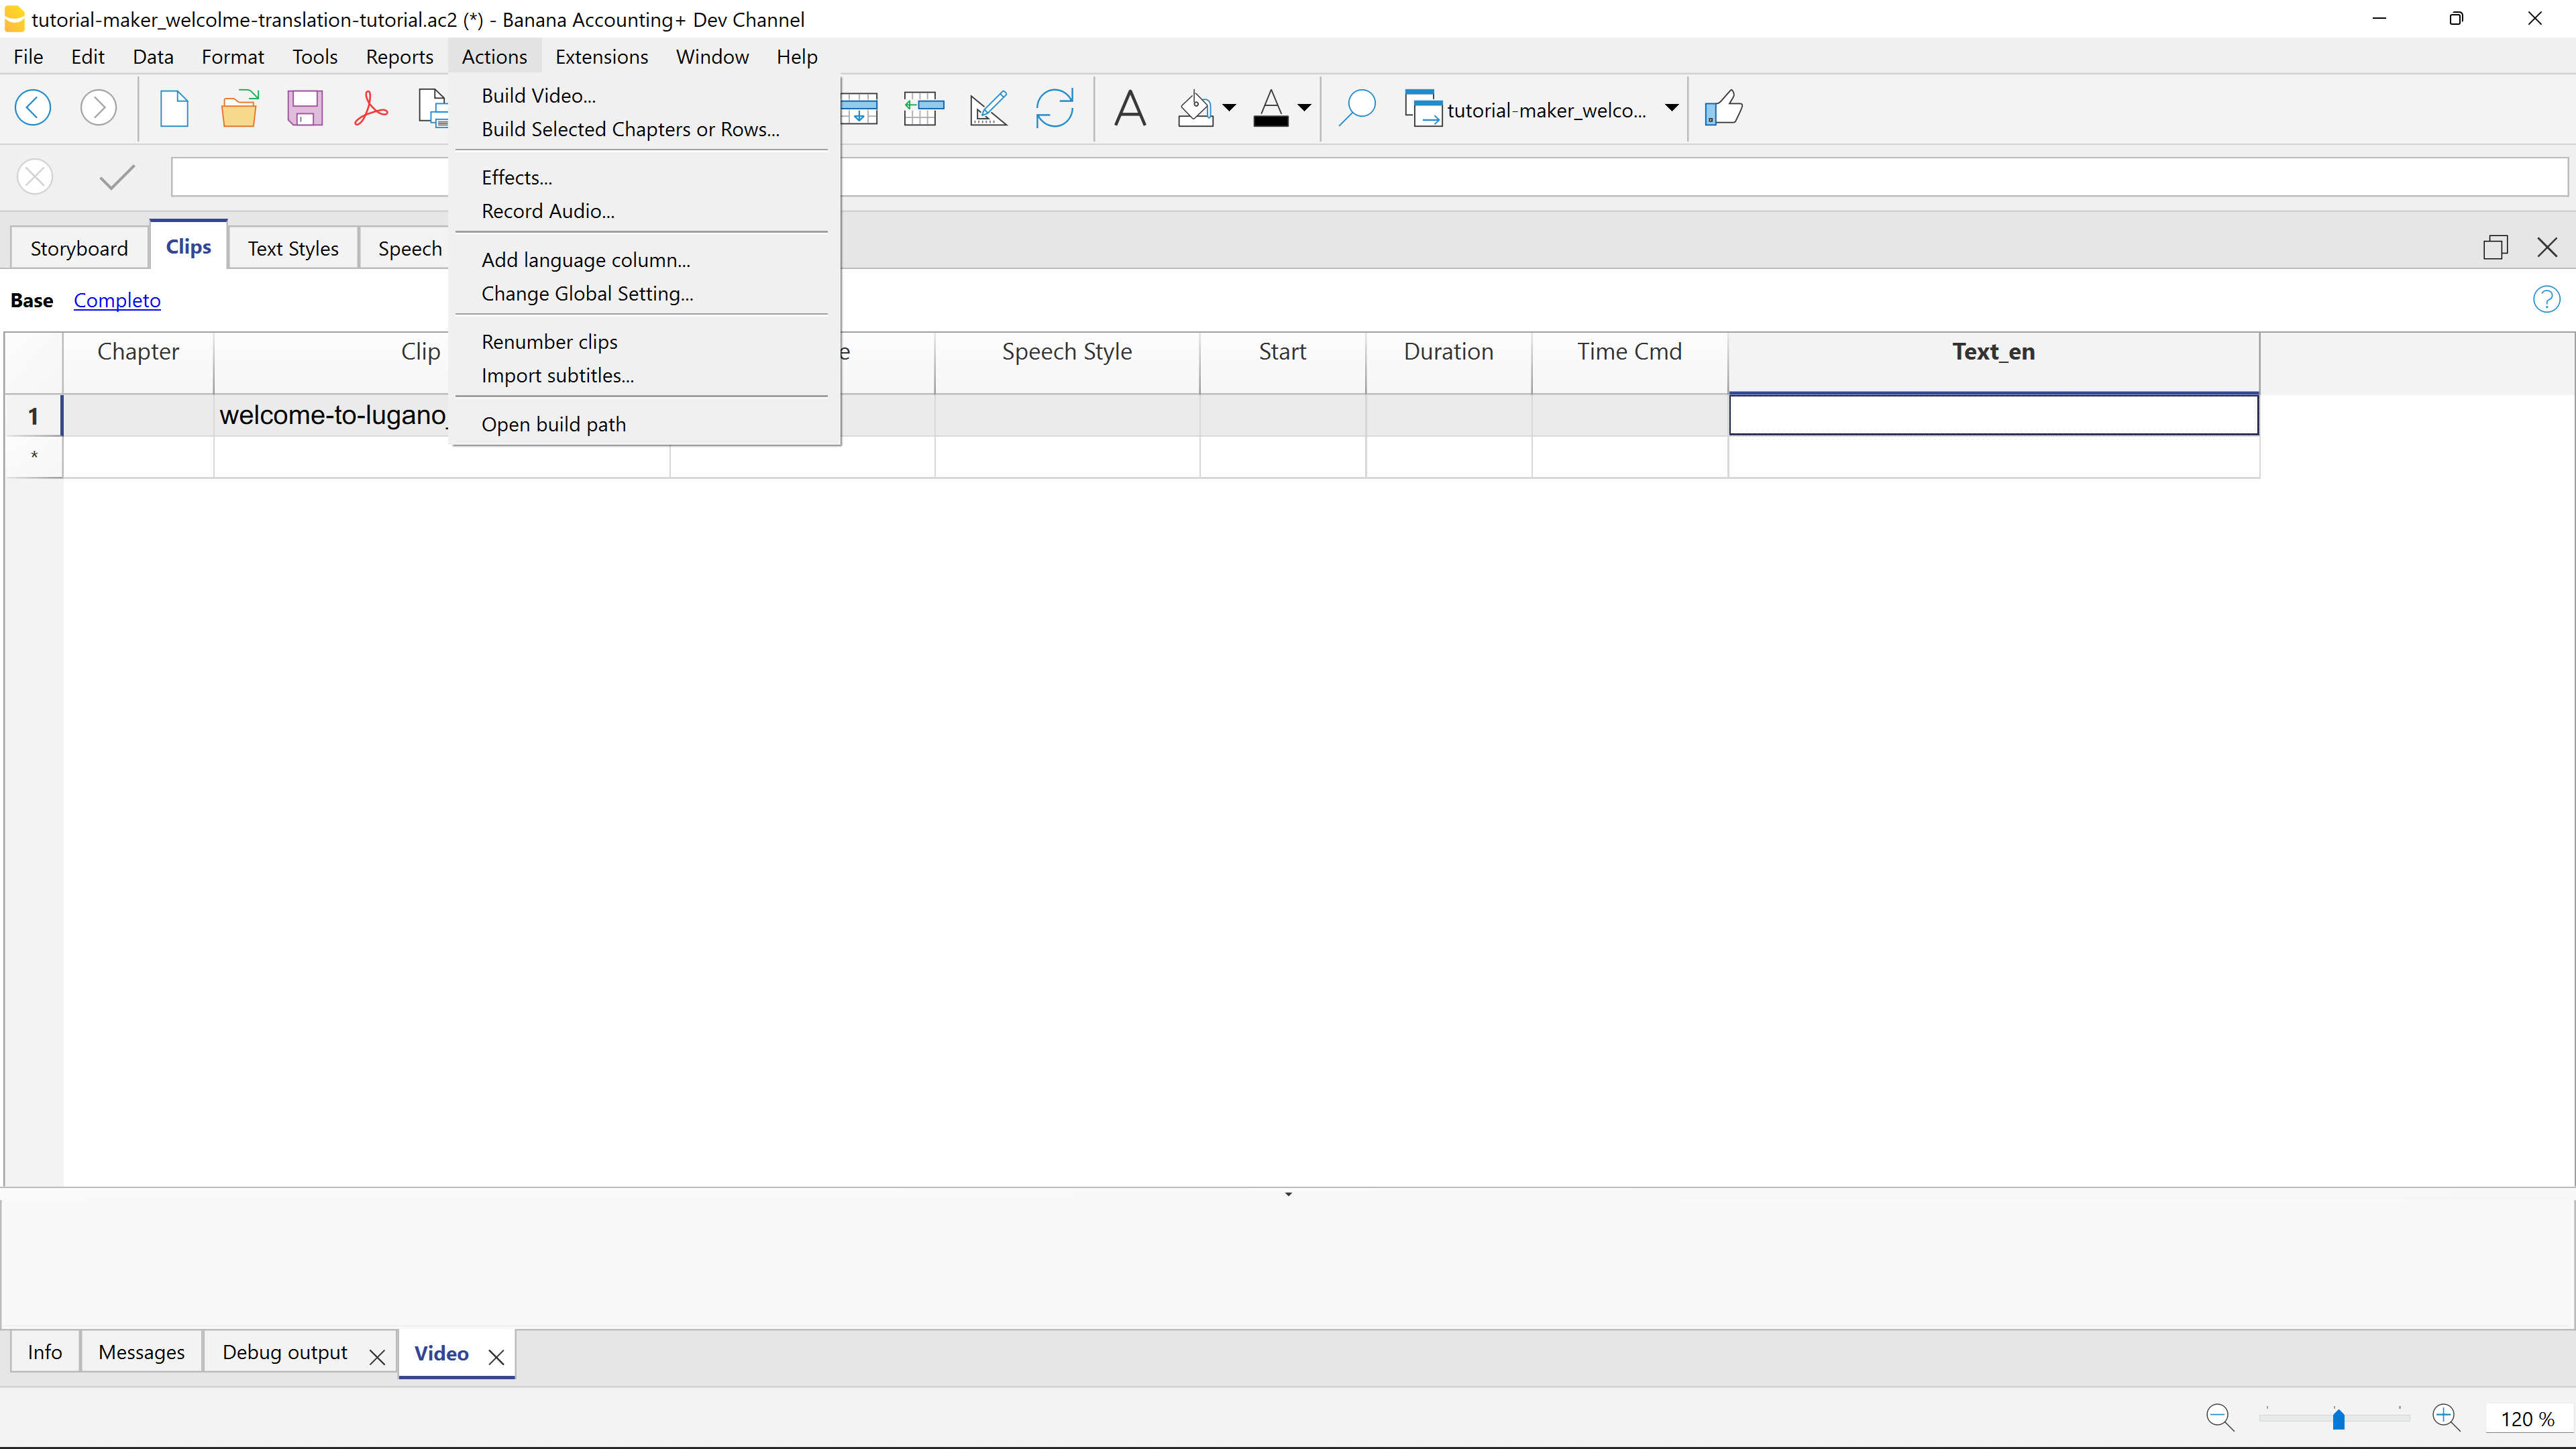 tutorial-maker_welcolme-translation-tutorial.ac2 (*) - Banana Accounting+ Dev Channel
File Edit Data Format Tools Reports Actions Extensions Window Help
tutorial-maker_welco...
Build Video...
Build Selected Chapters or Rows...
Effects...
Record Audio...
Add language column...
Change Global Setting...
Renumber clips
Import subtitles...
Open build path
Storyboard Clips Text Styles Speech
Base Completo
Chapter Clip e Speech Style Start Duration Time Cmd Text_en
1 welcome-to-lugano_
*
Info Messages Debug output Video
120 %